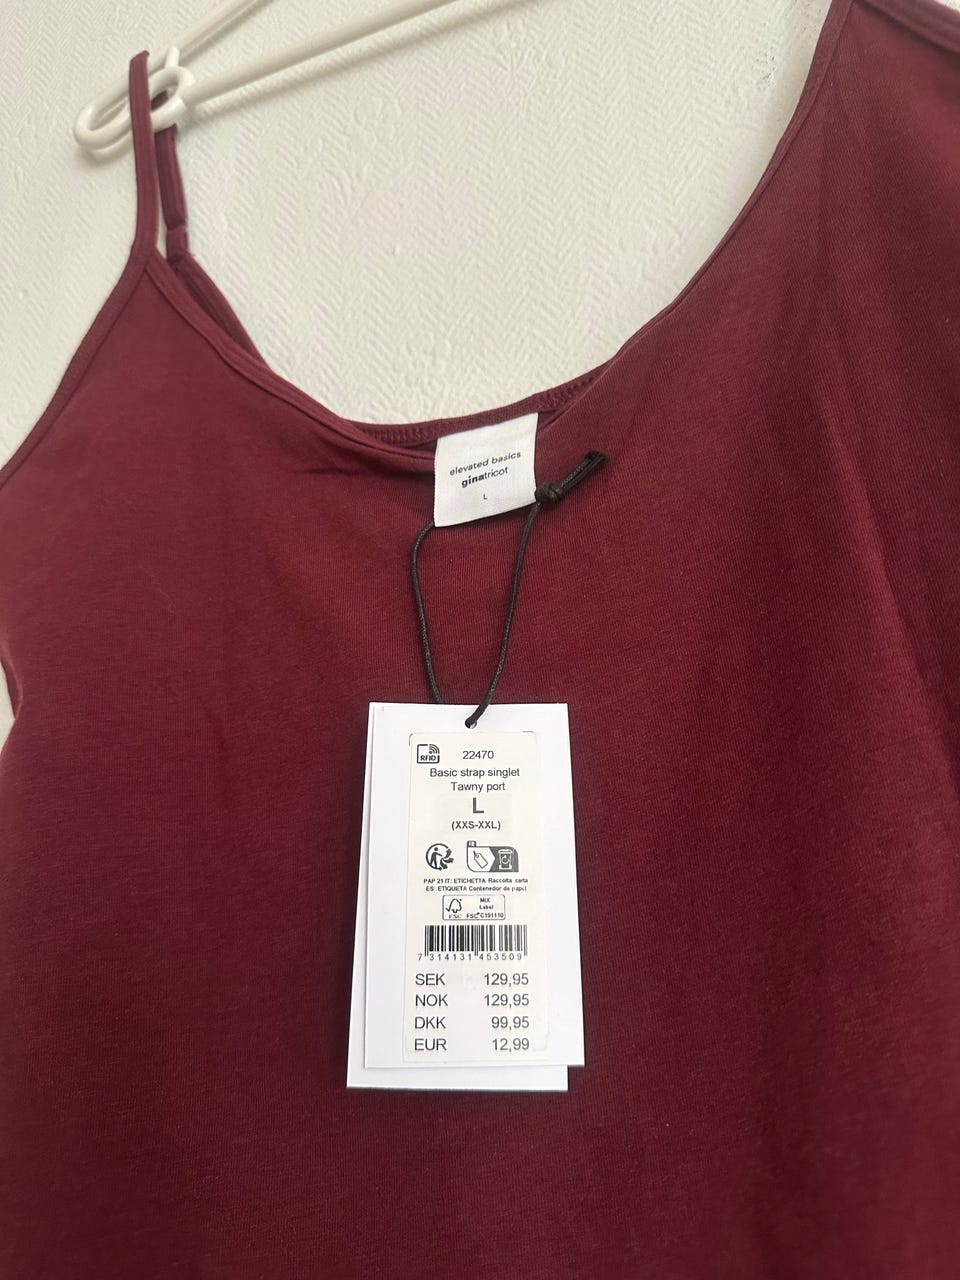 elevated basics
ginatricot
L
RFID
22470
Basic strap singlet
Tawny port
L
(XXS-XXL)
FR
PAP 21 IT: ETICHETTA Raccolta carta
ES: ETIQUETA Contenedor de papel
MIX
Label
FSC FSC® C191110
7 314131 453509
SEK 129,95
NOK 129,95
DKK 99,95
EUR 12,99